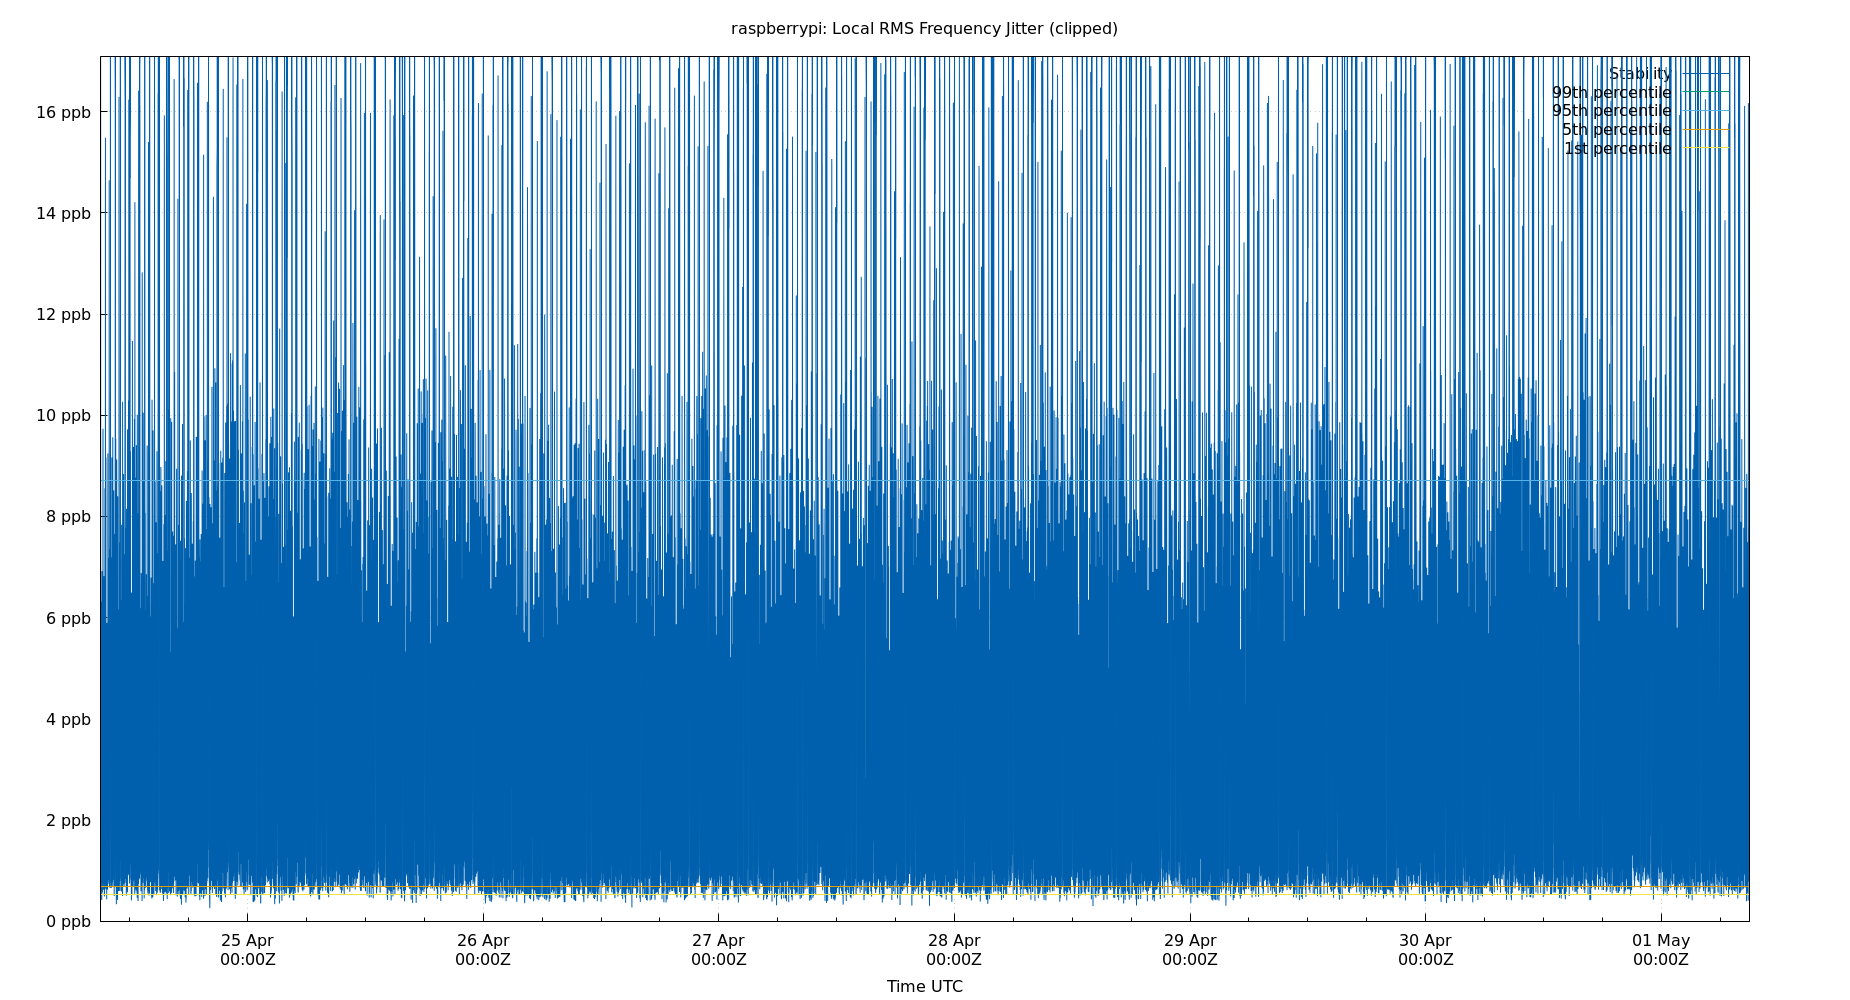 raspberrypi: Local RMS Frequency Jitter (clipped)
Stability
99th percentile
95th percentile
5th percentile
1st percentile
16 ppb
14 ppb
12 ppb
10 ppb
8 ppb
6 ppb
4 ppb
2 ppb
0 ppb
25 Apr 26 Apr 27 Apr 28 Apr 29 Apr 30 Apr 01 May
00:00Z 00:00Z 00:00Z 00:00Z 00:00Z 00:00Z 00:00Z
Time UTC